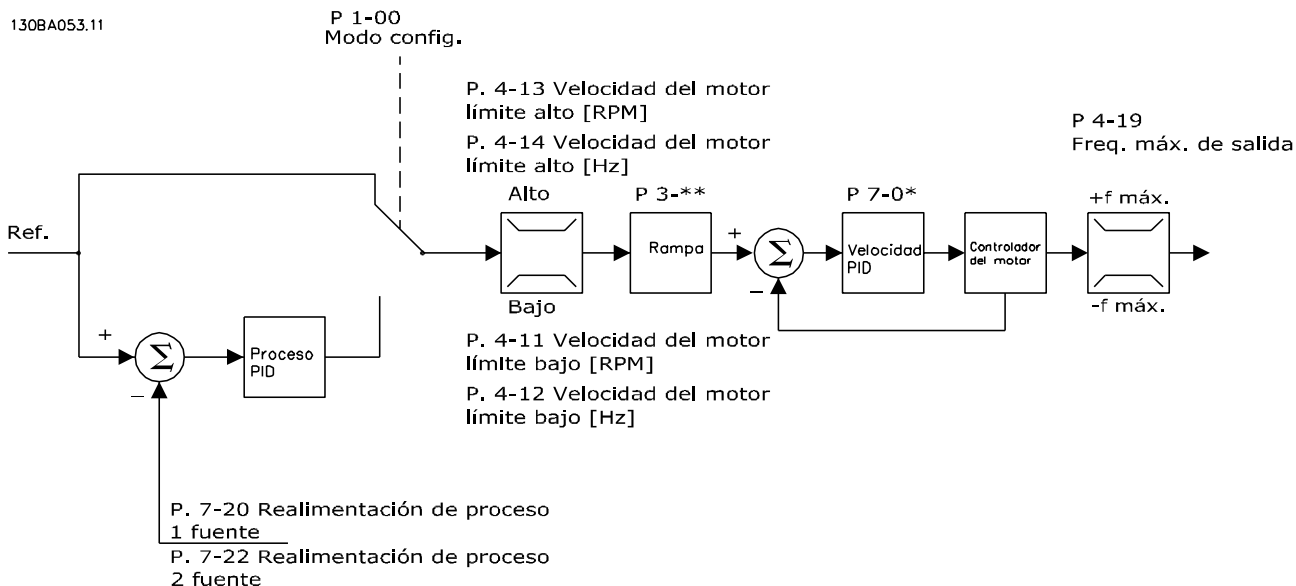 130BA053.11
P 1-00
Modo config.
P. 4-13 Velocidad del motor
límite alto [RPM]
P. 4-14 Velocidad del motor
límite alto [Hz]
P 4-19
Freq. máx. de salida
Alto
P 3-**
P 7-0*
+f máx.
Ref.
+
Σ
Rampa
Velocidad
PID
Controlador
del motor
−
Bajo
-f máx.
+
Σ
Proceso
PID
−
P. 4-11 Velocidad del motor
límite bajo [RPM]
P. 4-12 Velocidad del motor
límite bajo [Hz]
P. 7-20 Realimentación de proceso
1 fuente
P. 7-22 Realimentación de proceso
2 fuente